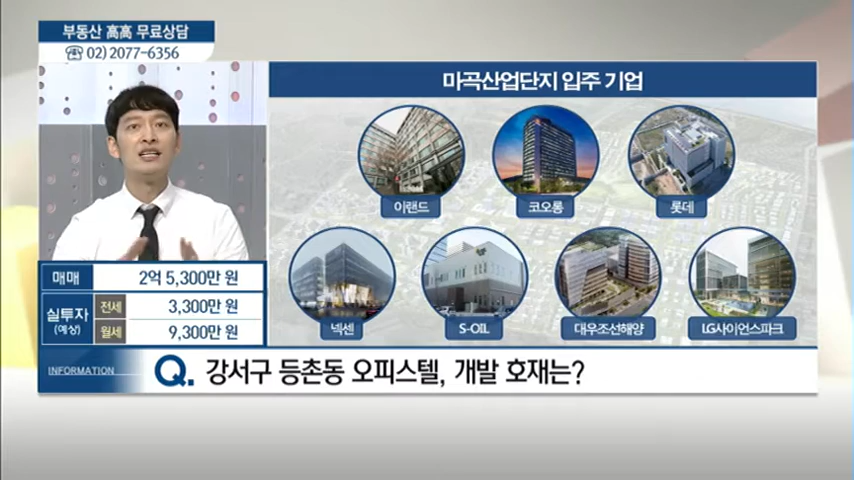 부동산 高高 무료상담
☎ 02) 2077-6356
마곡산업단지 입주 기업
이랜드
코오롱
롯데
넥센
S-OIL
대우조선해양
LG사이언스파크
매매 2억 5,300만 원
실투자
(예상)
전세 3,300만 원
월세 9,300만 원
INFORMATION
Q. 강서구 등촌동 오피스텔, 개발 호재는?